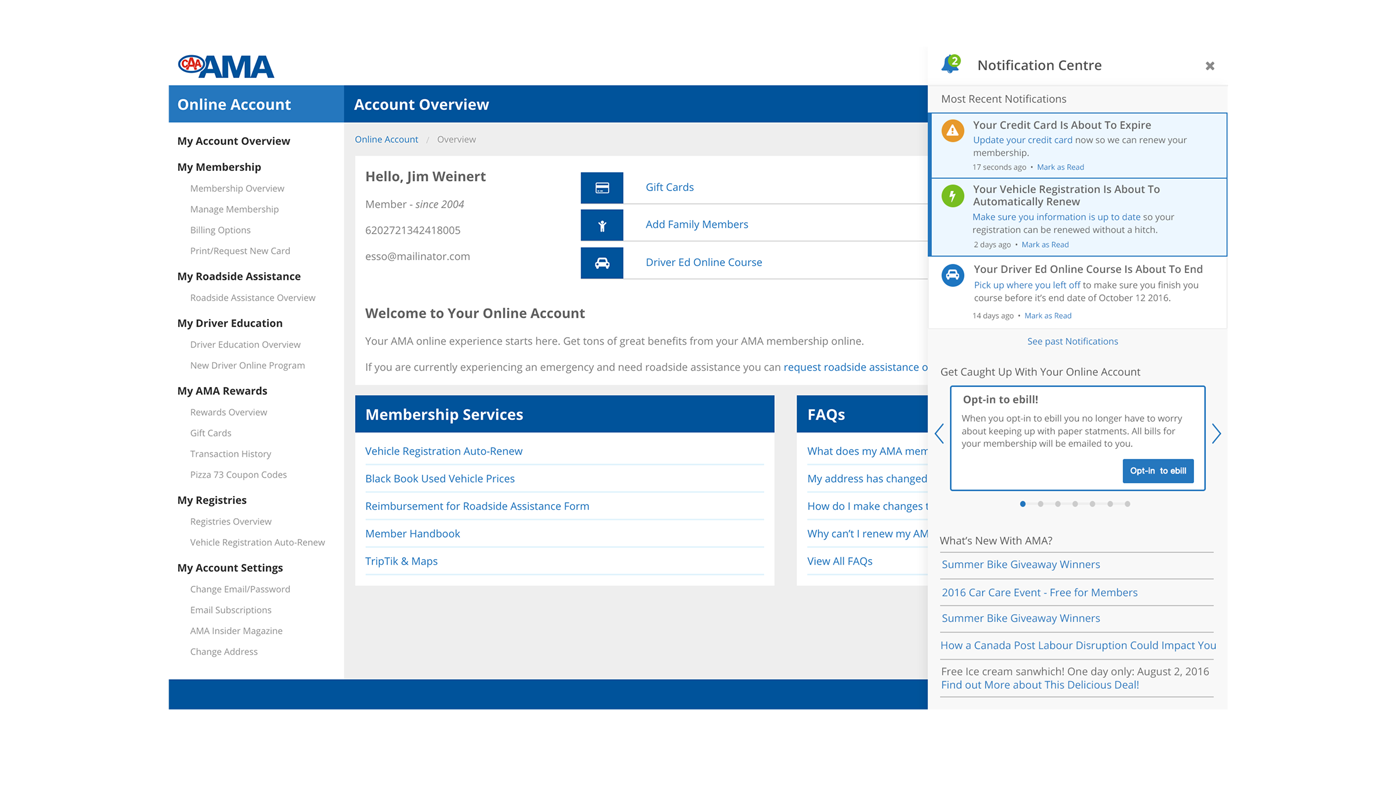 CAA AMA
Online Account
My Account Overview
My Membership
Membership Overview
Manage Membership
Billing Options
Print/Request New Card
My Roadside Assistance
Roadside Assistance Overview
My Driver Education
Driver Education Overview
New Driver Online Program
My AMA Rewards
Rewards Overview
Gift Cards
Transaction History
Pizza 73 Coupon Codes
My Registries
Registries Overview
Vehicle Registration Auto-Renew
My Account Settings
Change Email/Password
Email Subscriptions
AMA Insider Magazine
Change Address
Account Overview
Online Account / Overview
Hello, Jim Weinert
Member - since 2004
6202721342418005
esso@mailinator.com
Gift Cards
Add Family Members
Driver Ed Online Course
Welcome to Your Online Account
Your AMA online experience starts here. Get tons of great benefits from your AMA membership online.
If you are currently experiencing an emergency and need roadside assistance you can request roadside assistance o
Membership Services
Vehicle Registration Auto-Renew
Black Book Used Vehicle Prices
Reimbursement for Roadside Assistance Form
Member Handbook
TripTik & Maps
FAQs
What does my AMA mem
My address has changed
How do I make changes t
Why can't I renew my AM
View All FAQs
2
Notification Centre
Most Recent Notifications
Your Credit Card Is About To Expire
Update your credit card now so we can renew your
membership.
17 seconds ago • Mark as Read
Your Vehicle Registration Is About To
Automatically Renew
Make sure you information is up to date so your
registration can be renewed without a hitch.
2 days ago • Mark as Read
Your Driver Ed Online Course Is About To End
Pick up where you left off to make sure you finish you
course before it's end date of October 12 2016.
14 days ago • Mark as Read
See past Notifications
Get Caught Up With Your Online Account
Opt-in to ebill!
When you opt-in to ebill you no longer have to worry
about keeping up with paper statments. All bills for
your membership will be emailed to you.
Opt-in to ebill
What's New With AMA?
Summer Bike Giveaway Winners
2016 Car Care Event - Free for Members
Summer Bike Giveaway Winners
How a Canada Post Labour Disruption Could Impact You
Free Ice cream sanwhich! One day only: August 2, 2016
Find out More about This Delicious Deal!